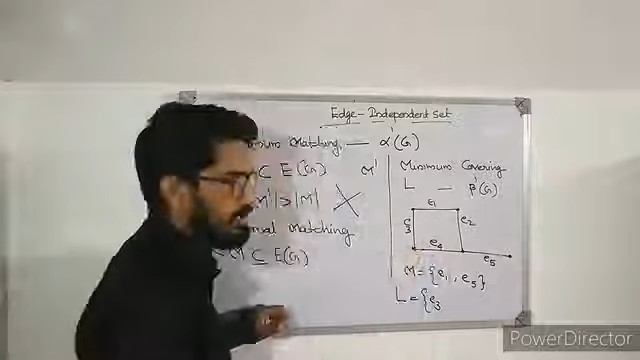 Edge-Independent set
Matching — α'(G)
⊂ E(G) M'
M'| > |M|
Matching
M ⊆ E(G)
Minimum Covering
L — β'(G)
e1
e2
e3
e4
e5
M = {e1, e5}
L = {e3
PowerDirector